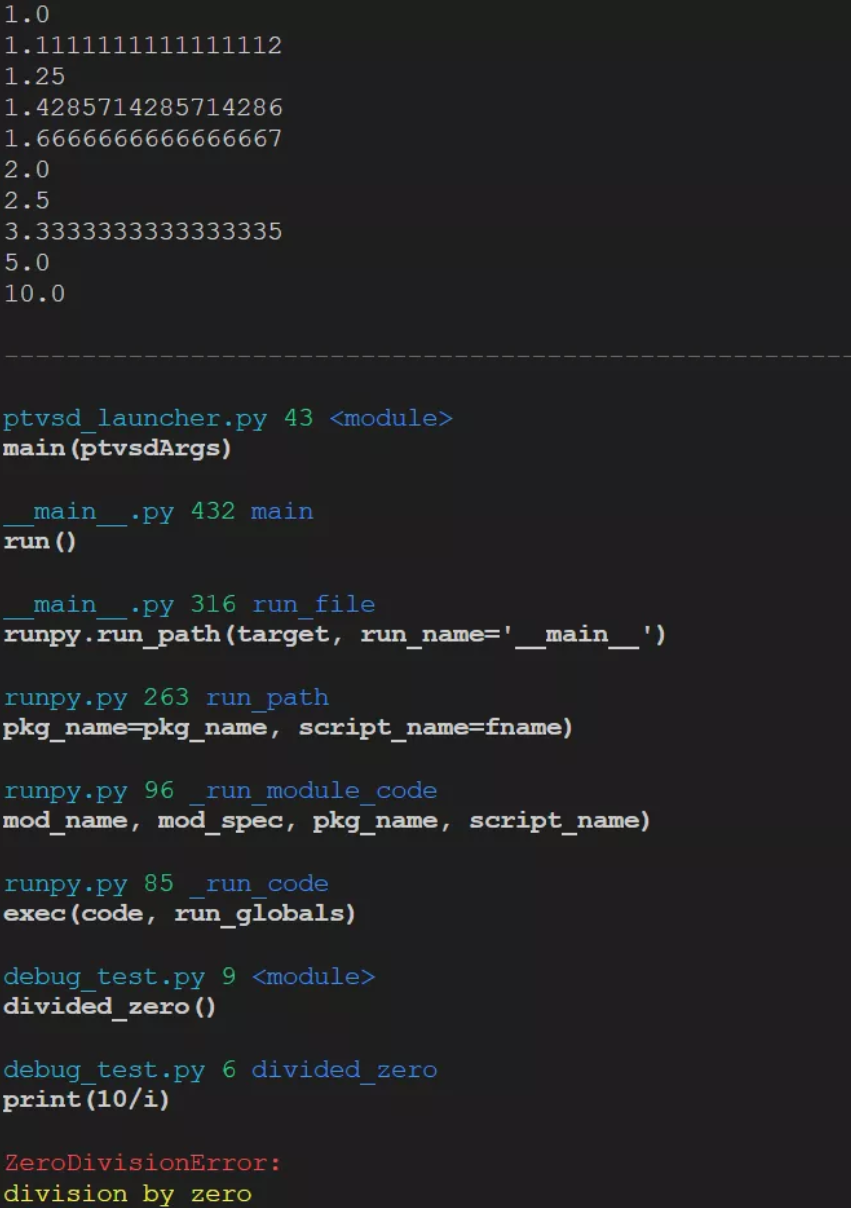 1.0
1.1111111111111112
1.25
1.4285714285714286
1.6666666666666667
2.0
2.5
3.3333333333333335
5.0
10.0
-------------------------------------------------------
ptvsd_launcher.py 43 <module>
main(ptvsdArgs)
__main__.py 432 main
run()
__main__.py 316 run_file
runpy.run_path(target, run_name='__main__')
runpy.py 263 run_path
pkg_name=pkg_name, script_name=fname)
runpy.py 96 _run_module_code
mod_name, mod_spec, pkg_name, script_name)
runpy.py 85 _run_code
exec(code, run_globals)
debug_test.py 9 <module>
divided_zero()
debug_test.py 6 divided_zero
print(10/i)
ZeroDivisionError:
division by zero